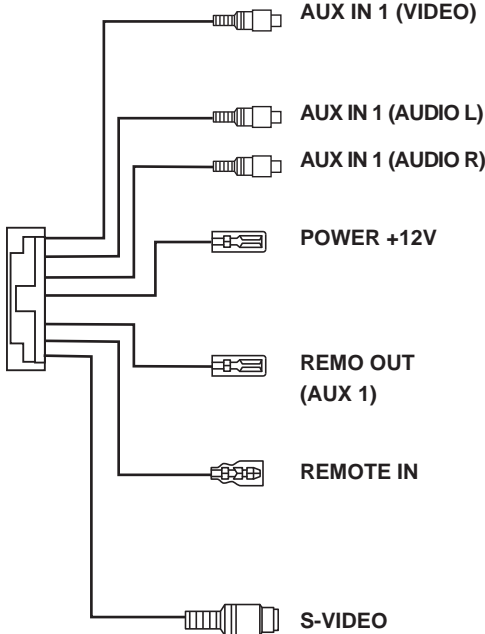 AUX IN 1 (VIDEO)
AUX IN 1 (AUDIO L)
AUX IN 1 (AUDIO R)
POWER +12V
REMO OUT
(AUX 1)
REMOTE IN
S-VIDEO